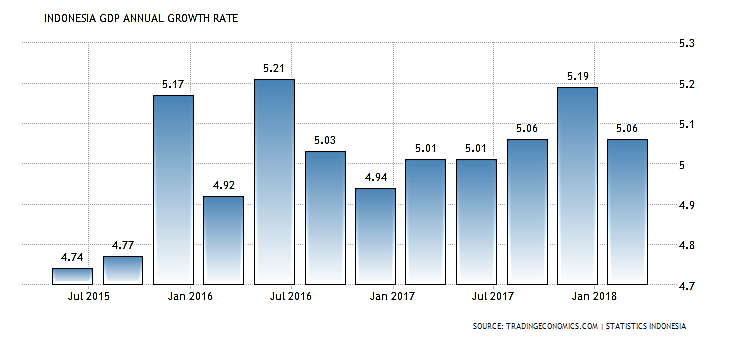 INDONESIA GDP ANNUAL GROWTH RATE
5.3
5.2
5.1
5
4.9
4.8
4.7
4.74
4.77
5.17
4.92
5.21
5.03
4.94
5.01
5.01
5.06
5.19
5.06
Jul 2015
Jan 2016
Jul 2016
Jan 2017
Jul 2017
Jan 2018
SOURCE: TRADINGECONOMICS.COM | STATISTICS INDONESIA